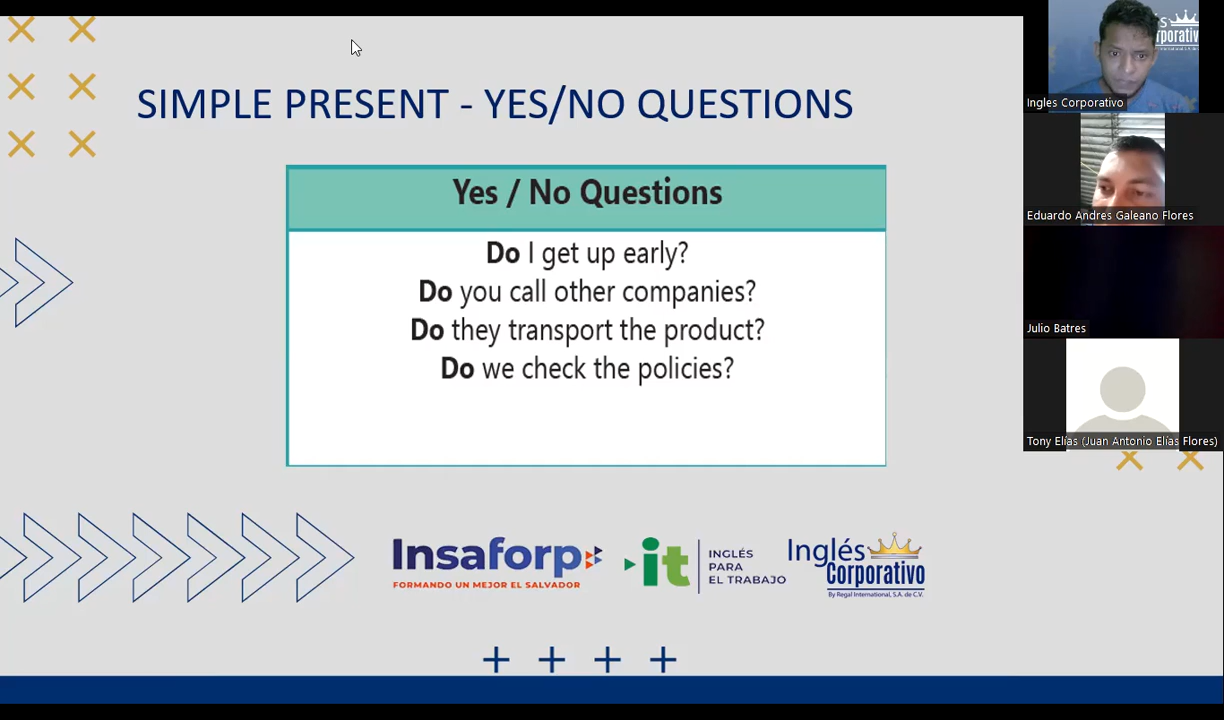 SIMPLE PRESENT - YES/NO QUESTIONS
Yes / No Questions
Do I get up early?
Do you call other companies?
Do they transport the product?
Do we check the policies?
Insaforp
FORMANDO UN MEJOR EL SALVADOR
it
INGLÉS
PARA
EL TRABAJO
Inglés
Corporativo
By Regal International, S.A. de C.V.
Ingles Corporativo
Eduardo Andres Galeano Flores
Julio Batres
Tony Elías (Juan Antonio Elías Flores)